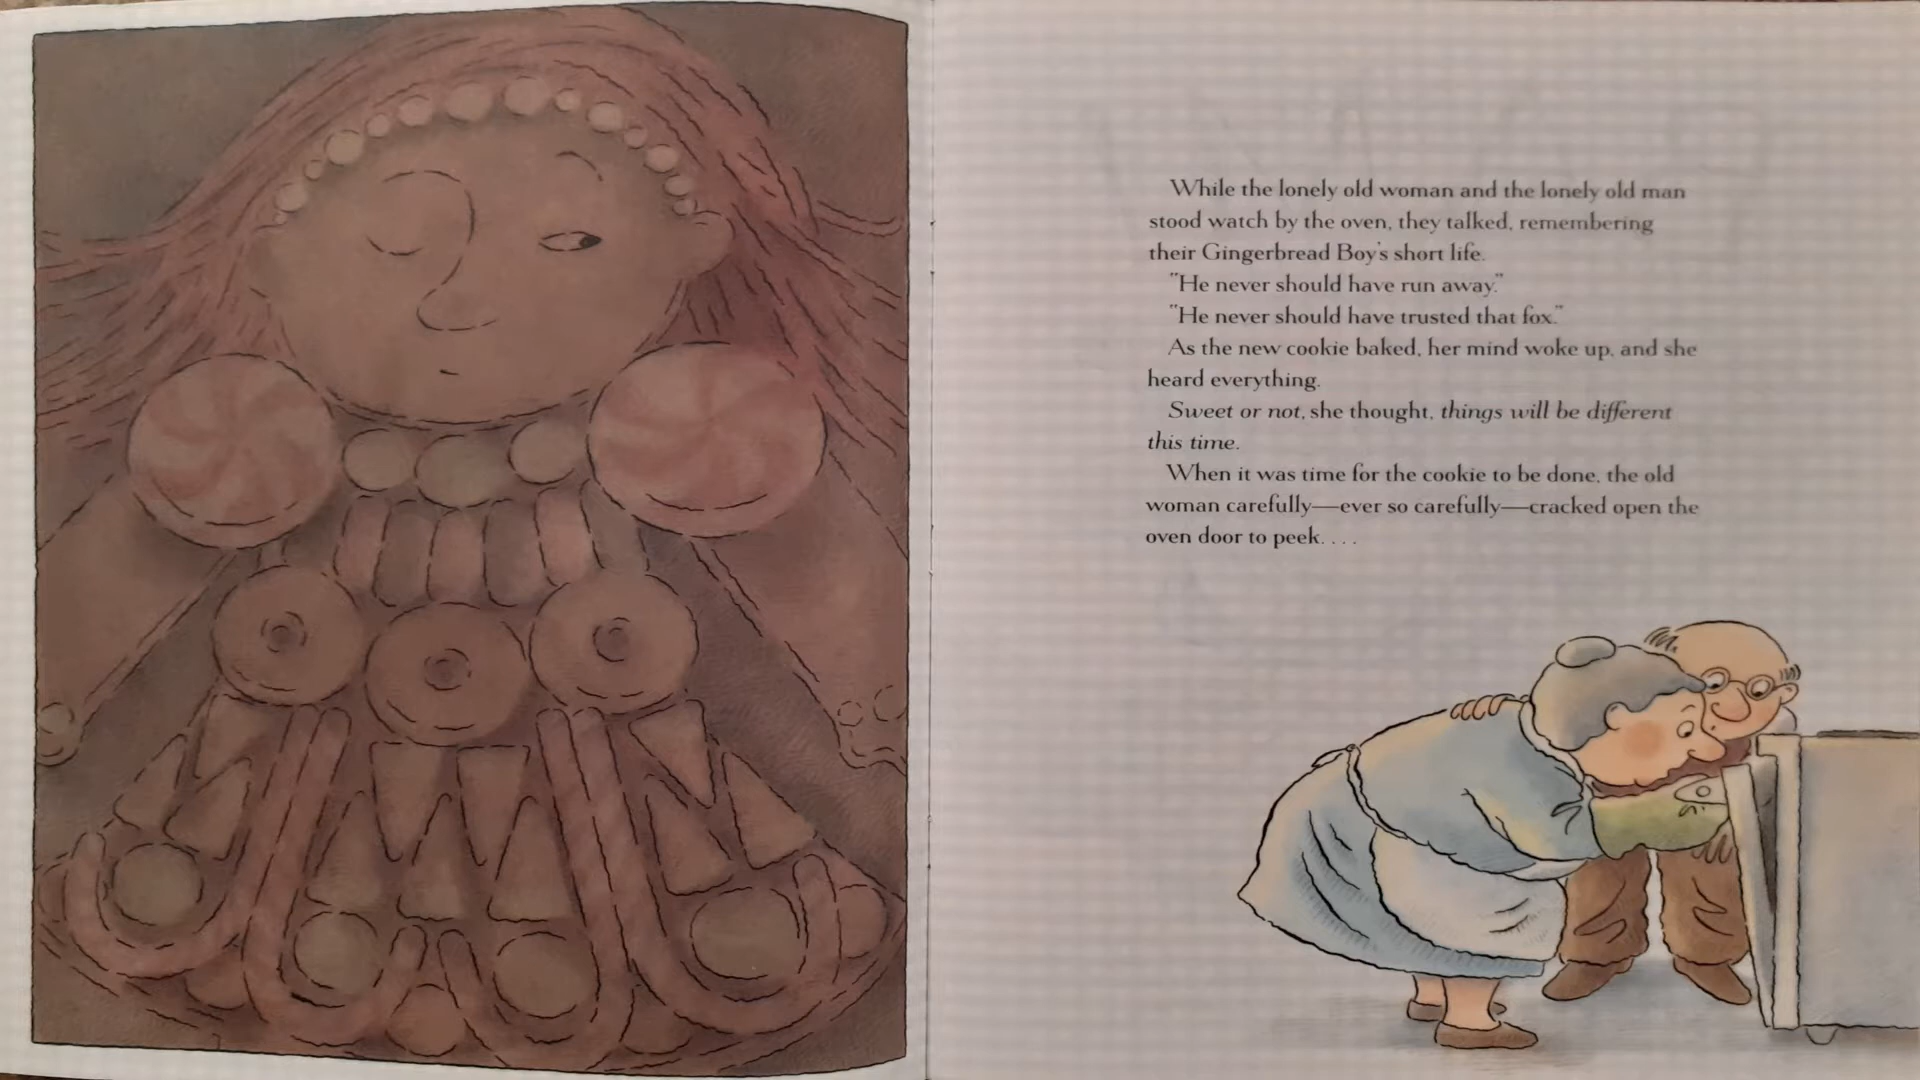 While the lonely old woman and the lonely old man
stood watch by the oven, they talked, remembering
their Gingerbread Boy's short life.
"He never should have run away."
"He never should have trusted that fox."
As the new cookie baked, her mind woke up, and she
heard everything.
Sweet or not, she thought, things will be different
this time.
When it was time for the cookie to be done, the old
woman carefully—ever so carefully—cracked open the
oven door to peek. . . .